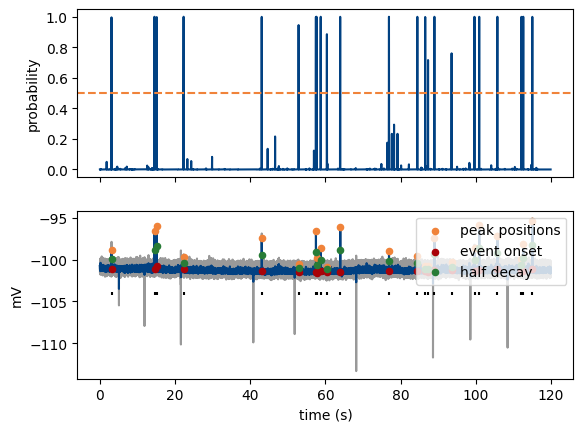 1.0
0.8
0.6
0.4
0.2
0.0
probability
−95
−100
−105
−110
mV
peak positions
event onset
half decay
0 20 40 60 80 100 120
time (s)